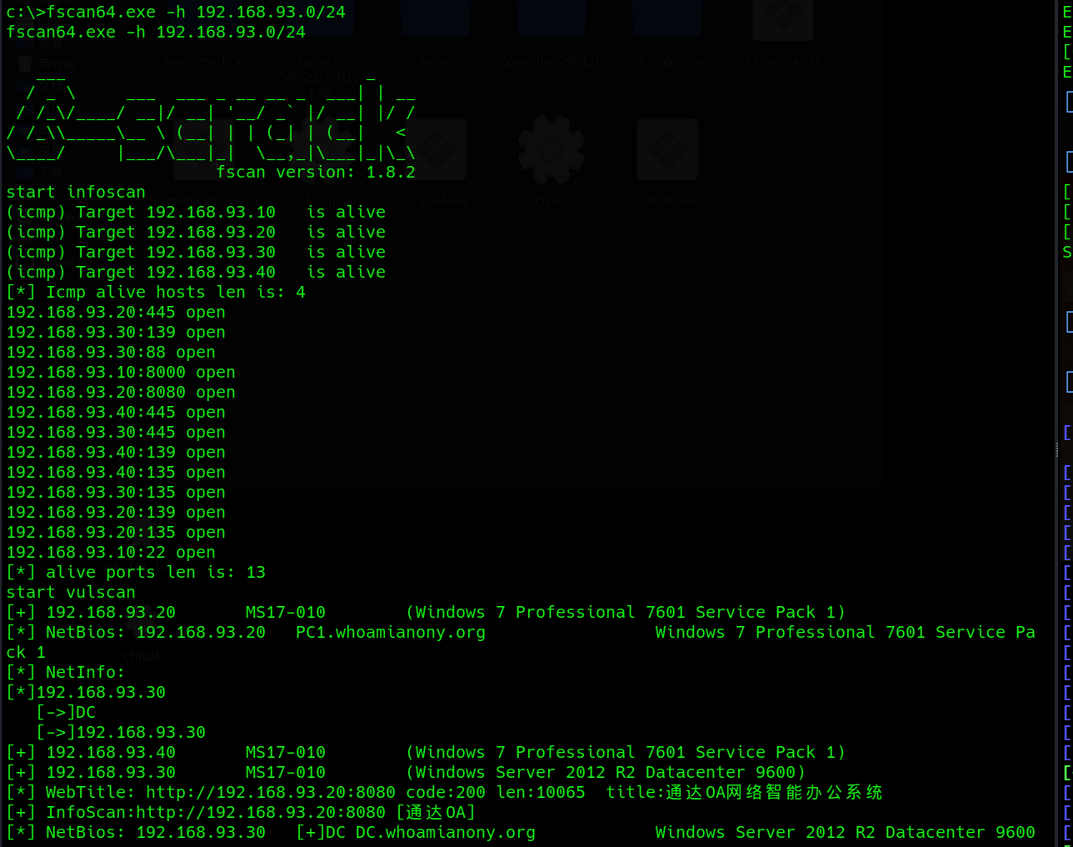 c:\>fscan64.exe -h 192.168.93.0/24
fscan64.exe -h 192.168.93.0/24
   ___                              _
  / _ \     ___  ___ _ __ __ _  ___| | __
 / /_\/____/ __|/ __| '__/ _` |/ __| |/ /
/ /_\\_____\__ \ (__| | | (_| | (__|   <
\____/     |___/\___|_|  \__,_|\___|_|\_\
                     fscan version: 1.8.2
start infoscan
(icmp) Target 192.168.93.10   is alive
(icmp) Target 192.168.93.20   is alive
(icmp) Target 192.168.93.30   is alive
(icmp) Target 192.168.93.40   is alive
[*] Icmp alive hosts len is: 4
192.168.93.20:445 open
192.168.93.30:139 open
192.168.93.30:88 open
192.168.93.10:8000 open
192.168.93.20:8080 open
192.168.93.40:445 open
192.168.93.30:445 open
192.168.93.40:139 open
192.168.93.40:135 open
192.168.93.30:135 open
192.168.93.20:139 open
192.168.93.20:135 open
192.168.93.10:22 open
[*] alive ports len is: 13
start vulscan
[+] 192.168.93.20       MS17-010        (Windows 7 Professional 7601 Service Pack 1)
[*] NetBios: 192.168.93.20   PC1.whoamianony.org                 Windows 7 Professional 7601 Service Pa
ck 1
[*] NetInfo:
[*]192.168.93.30
   [->]DC
   [->]192.168.93.30
[+] 192.168.93.40       MS17-010        (Windows 7 Professional 7601 Service Pack 1)
[+] 192.168.93.30       MS17-010        (Windows Server 2012 R2 Datacenter 9600)
[*] WebTitle: http://192.168.93.20:8080 code:200 len:10065  title:通达OA网络智能办公系统
[+] InfoScan:http://192.168.93.20:8080 [通达OA]
[*] NetBios: 192.168.93.30   [+]DC DC.whoamianony.org            Windows Server 2012 R2 Datacenter 9600